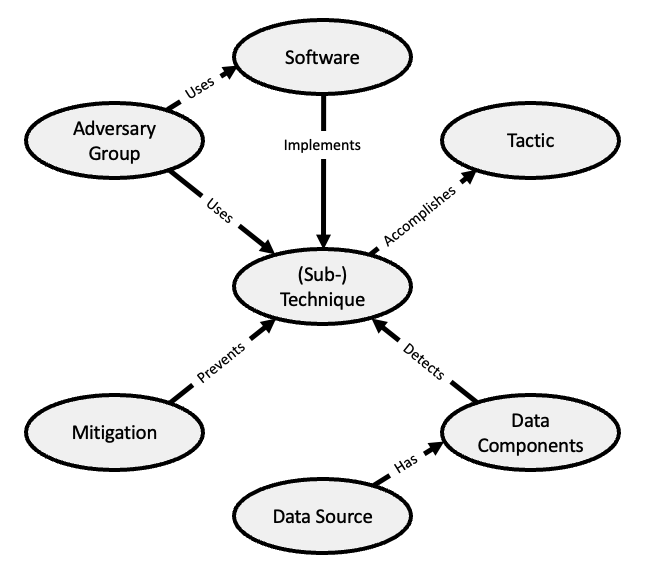 Software
Uses
Adversary
Group
Tactic
Implements
Uses
Accomplishes
(Sub-)
Technique
Prevents
Detects
Mitigation
Data
Components
Has
Data Source